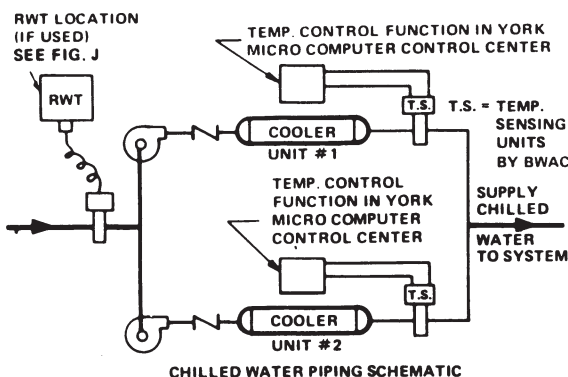 RWT LOCATION
(IF USED)
SEE FIG. J
RWT
TEMP. CONTROL FUNCTION IN YORK
MICRO COMPUTER CONTROL CENTER
T.S.
T.S. = TEMP.
SENSING
UNITS
BY BWAC
COOLER
UNIT #1
TEMP. CONTROL
FUNCTION IN YORK
MICRO COMPUTER
CONTROL CENTER
SUPPLY
CHILLED
WATER
TO SYSTEM
T.S.
COOLER
UNIT #2
CHILLED WATER PIPING SCHEMATIC